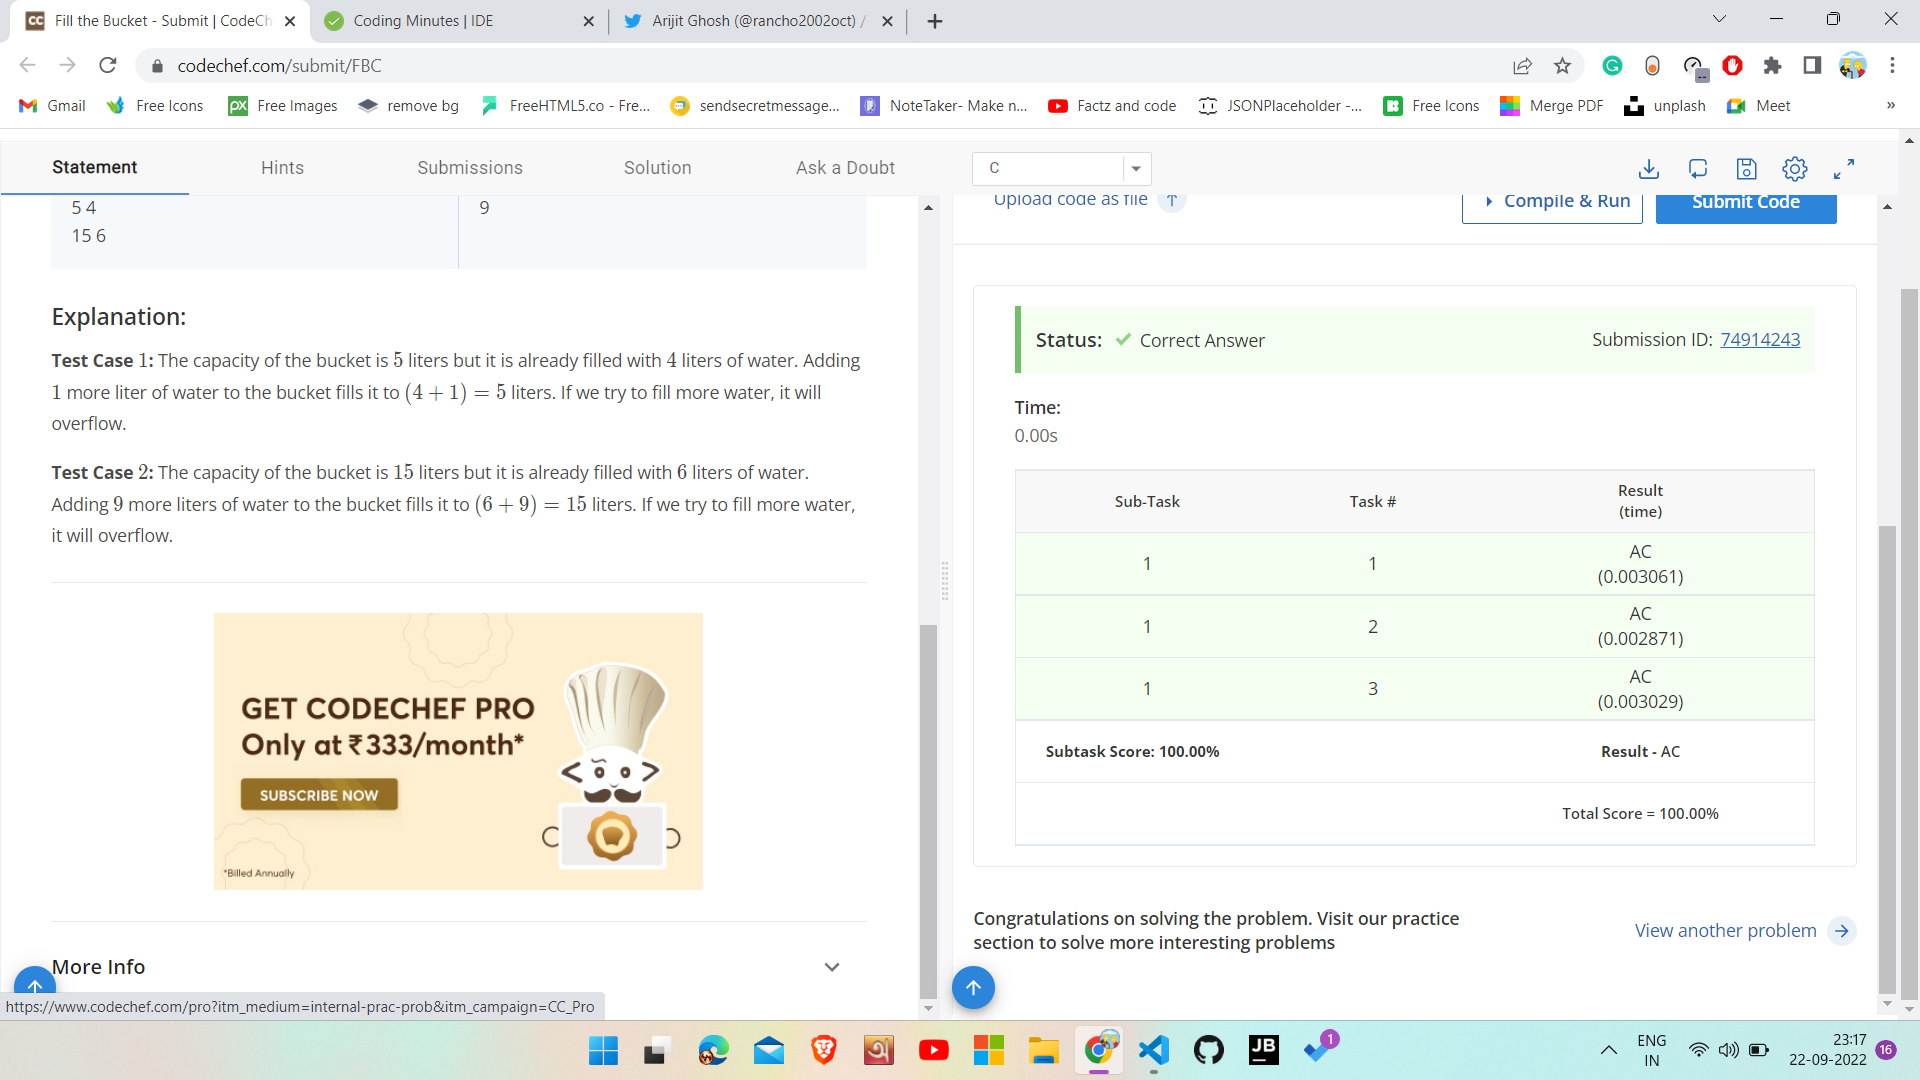 Fill the Bucket - Submit | CodeCh
Coding Minutes | IDE
Arijit Ghosh (@rancho2002oct) /
codechef.com/submit/FBC
Gmail
Free Icons
Free Images
remove bg
FreeHTML5.co - Fre...
sendsecretmessage...
NoteTaker- Make n...
Factz and code
JSONPlaceholder -...
Free Icons
Merge PDF
unplash
Meet
»
Statement
Hints
Submissions
Solution
Ask a Doubt
C
5 4
15 6
9
Explanation:
Test Case 1: The capacity of the bucket is 5 liters but it is already filled with 4 liters of water. Adding
1 more liter of water to the bucket fills it to (4 + 1) = 5 liters. If we try to fill more water, it will
overflow.
Test Case 2: The capacity of the bucket is 15 liters but it is already filled with 6 liters of water.
Adding 9 more liters of water to the bucket fills it to (6 + 9) = 15 liters. If we try to fill more water,
it will overflow.
GET CODECHEF PRO
Only at ₹333/month*
SUBSCRIBE NOW
*Billed Annually
More Info
https://www.codechef.com/pro?itm_medium=internal-prac-prob&itm_campaign=CC_Pro
Upload code as file
Compile & Run
Submit Code
Status: Correct Answer
Submission ID: 74914243
Time:
0.00s
Sub-Task Task # Result
(time)
1 1 AC
(0.003061)
1 2 AC
(0.002871)
1 3 AC
(0.003029)
Subtask Score: 100.00% Result - AC
Total Score = 100.00%
Congratulations on solving the problem. Visit our practice
section to solve more interesting problems
View another problem
JB
1
ENG
IN
23:17
22-09-2022
16